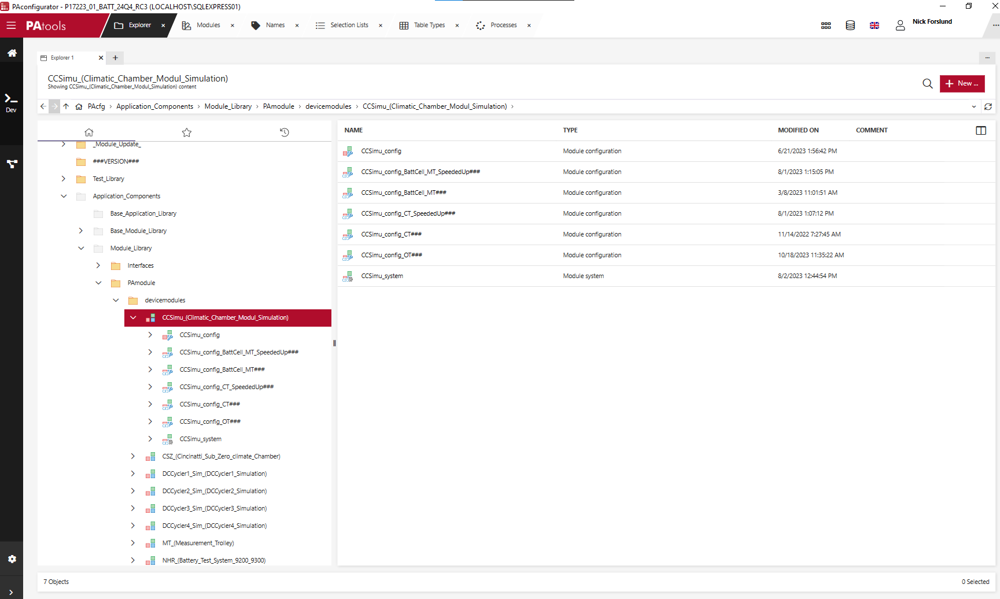 PAconfigurator - P17223_01_BATT_24Q4_RC3 (LOCALHOST\SQLEXPRESS01)
PAtools
Explorer
Modules
Names
Selection Lists
Table Types
Processes
Nick Forslund
Dev
Explorer 1
CCSimu_(Climatic_Chamber_Modul_Simulation)
Showing CCSimu_(Climatic_Chamber_Modul_Simulation) content
New ...
PAcfg > Application_Components > Module_Library > PAmodule > devicemodules > CCSimu_(Climatic_Chamber_Modul_Simulation) >
_Module_Update_
###VERSION###
Test_Library
Application_Components
Base_Application_Library
Base_Module_Library
Module_Library
Interfaces
PAmodule
devicemodules
CCSimu_(Climatic_Chamber_Modul_Simulation)
CCSimu_config
CCSimu_config_BattCell_MT_SpeededUp###
CCSimu_config_BattCell_MT###
CCSimu_config_CT_SpeededUp###
CCSimu_config_CT###
CCSimu_config_OT###
CCSimu_system
CSZ_(Cincinatti_Sub_Zero_climate_Chamber)
DCCycler1_Sim_(DCCycler1_Simulation)
DCCycler2_Sim_(DCCycler2_Simulation)
DCCycler3_Sim_(DCCycler3_Simulation)
DCCycler4_Sim_(DCCycler4_Simulation)
MT_(Measurement_Trolley)
NHR_(Battery_Test_System_9200_9300)
NAME TYPE MODIFIED ON COMMENT
CCSimu_config Module configuration 6/21/2023 1:56:42 PM
CCSimu_config_BattCell_MT_SpeededUp### Module configuration 8/1/2023 1:15:05 PM
CCSimu_config_BattCell_MT### Module configuration 3/8/2023 11:01:51 AM
CCSimu_config_CT_SpeededUp### Module configuration 8/1/2023 1:07:12 PM
CCSimu_config_CT### Module configuration 11/14/2022 7:27:45 AM
CCSimu_config_OT### Module configuration 10/18/2023 11:35:22 AM
CCSimu_system Module system 8/2/2023 12:44:54 PM
7 Objects
0 Selected